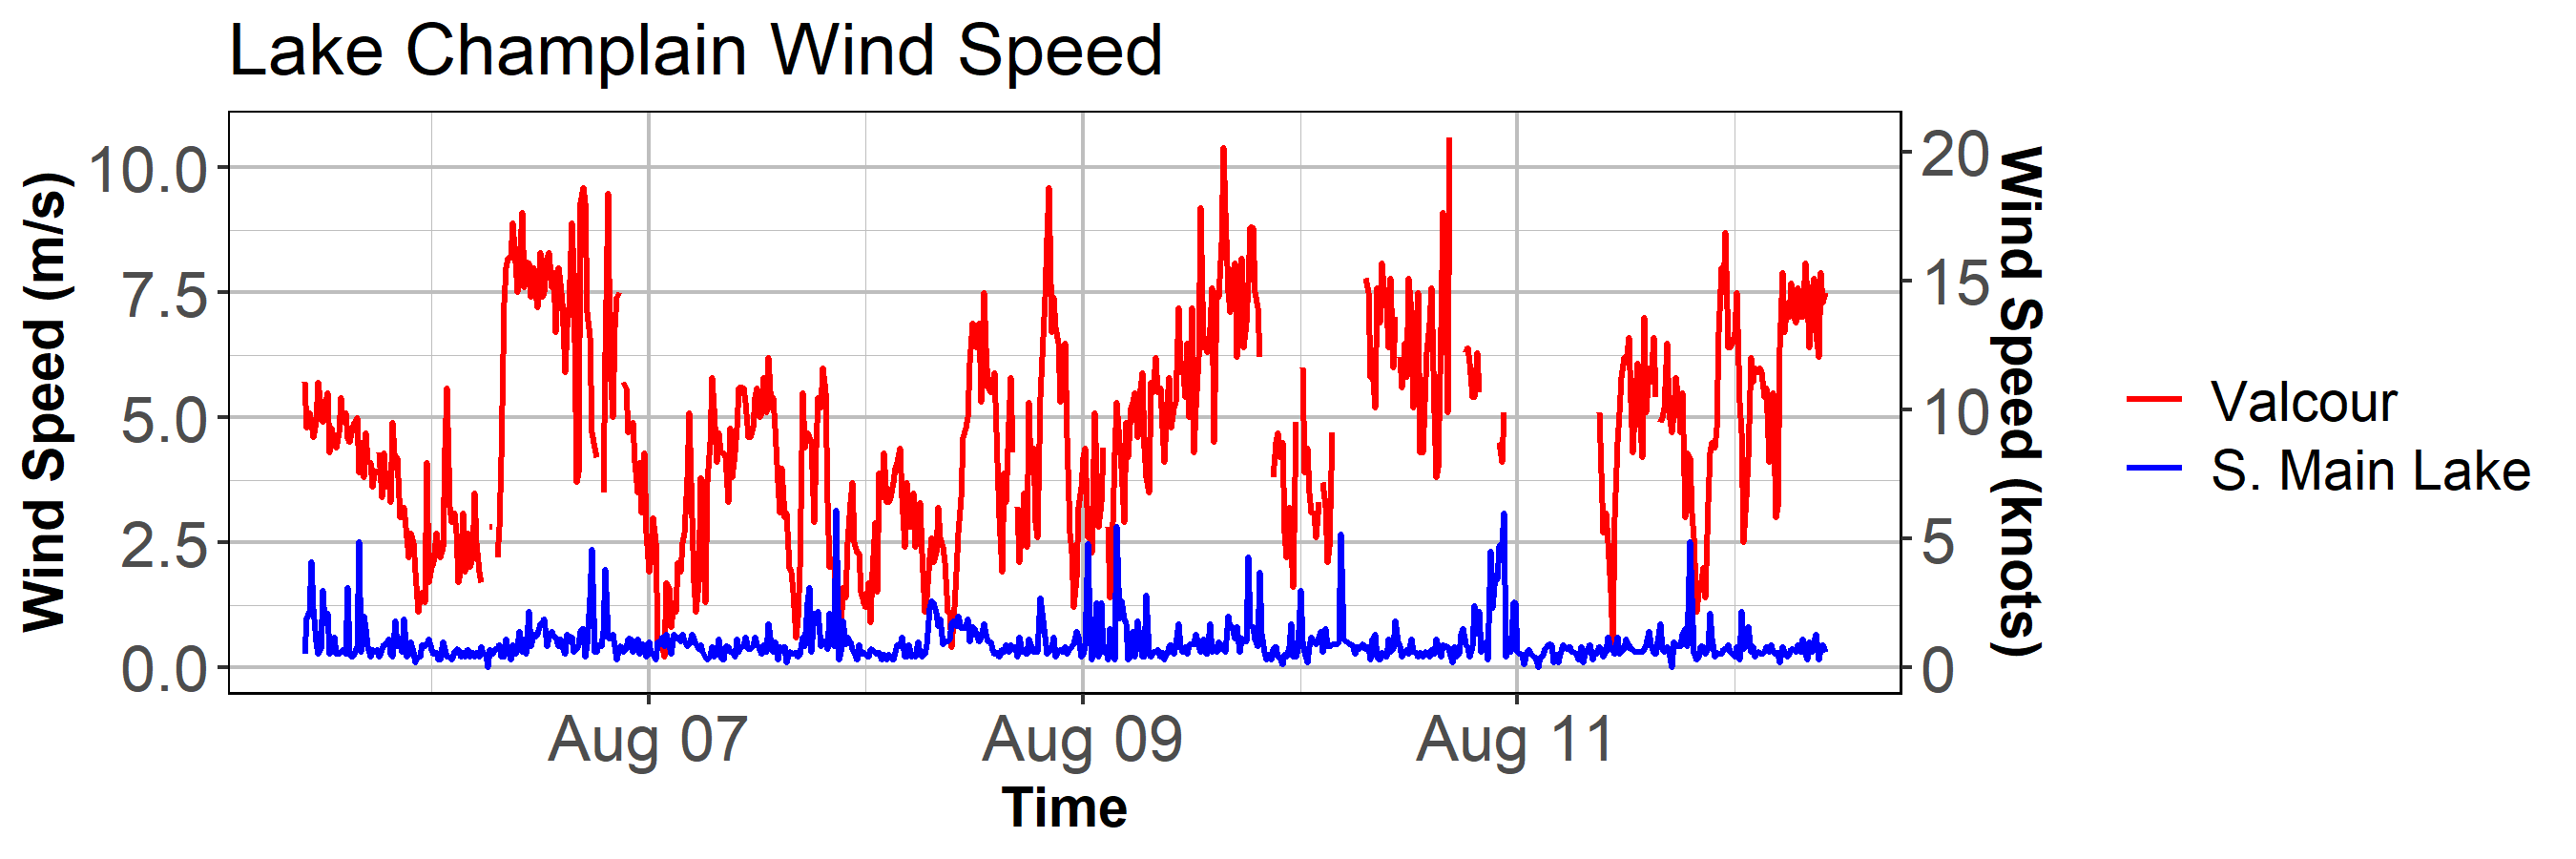 Lake Champlain Wind Speed
Wind Speed (m/s)
10.0
7.5
5.0
2.5
0.0
20
15
10
5
0
Wind Speed (knots)
Valcour
S. Main Lake
Aug 07
Aug 09
Aug 11
Time